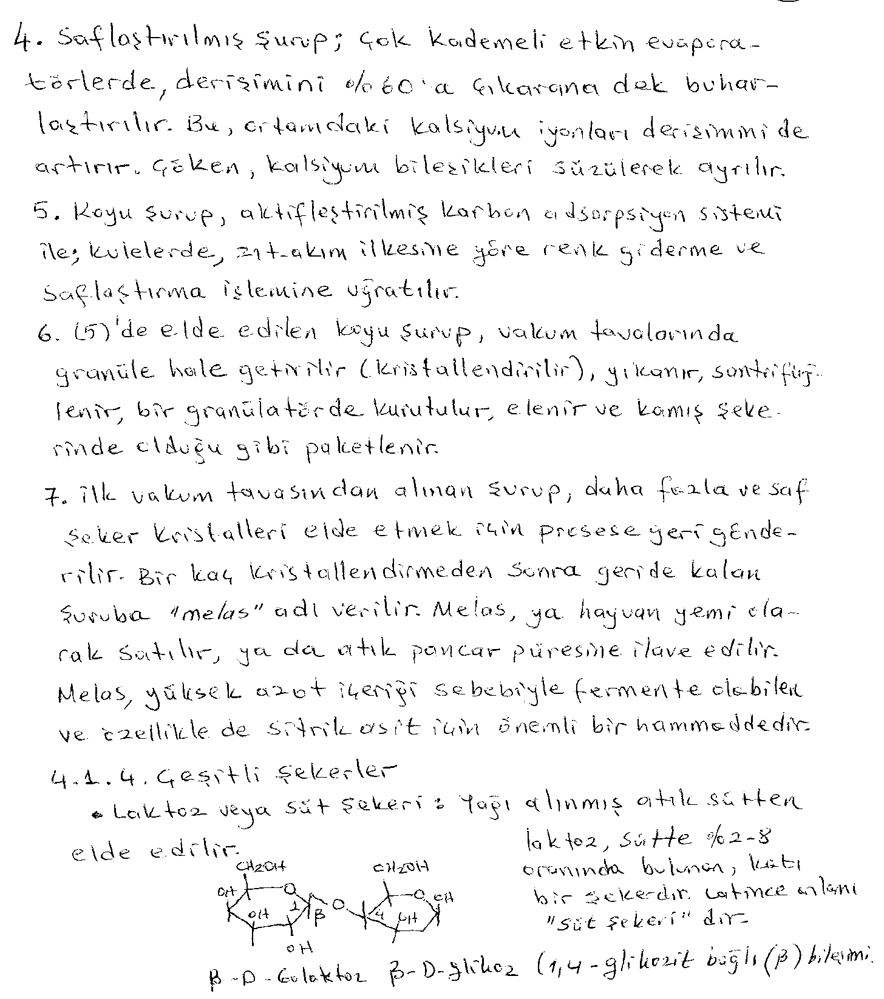 4. Saflaştırılmış şurup; çok kademeli etkin evapora-
törlerde, derişimini %60'a çıkarana dek buhar-
laştırılır. Bu, ortamdaki kalsiyum iyonları derişimini de
artırır. Çöken, kalsiyum bileşikleri süzülerek ayrılır.
5. Koyu şurup, aktifleştirilmiş karbon adsorpsiyon sistemi
ile; kulelerde, zıt-akım ilkesine göre renk giderme ve
saflaştırma işlemine uğratılır.
6. (5)'de elde edilen koyu şurup, vakum tavalarında
granüle hale getirilir (kristallendirilir), yıkanır, santrifüj-
lenir, bir granülatörde kurutulur, elenir ve kamış şeke-
rinde olduğu gibi paketlenir.
7. İlk vakum tavasından alınan şurup, daha fazla ve saf
şeker kristalleri elde etmek için prosese geri gönde-
rilir. Bir kaç kristallendirmeden sonra geride kalan
şuruba "melas" adı verilir. Melas, ya hayvan yemi ola-
rak satılır, ya da atık pancar püresine ilave edilir.
Melas, yüksek azot içeriği sebebiyle fermente olabilen
ve özellikle de sitrik asit için önemli bir hammaddedir.
4.1.4. Çeşitli Şekerler
• Laktoz veya Süt Şekeri : Yağı alınmış atık sütten
elde edilir.
laktoz, sütte %2-8
oranında bulunan, katı
bir şekerdir. Latince anlamı
"süt şekeri" dir.
CH2OH CH2OH
OH O O OH
OH 1 β O 4 OH
OH
β-D-Galaktoz β-D-glikoz (1,4-glikozit bağlı (β) bileşimi.